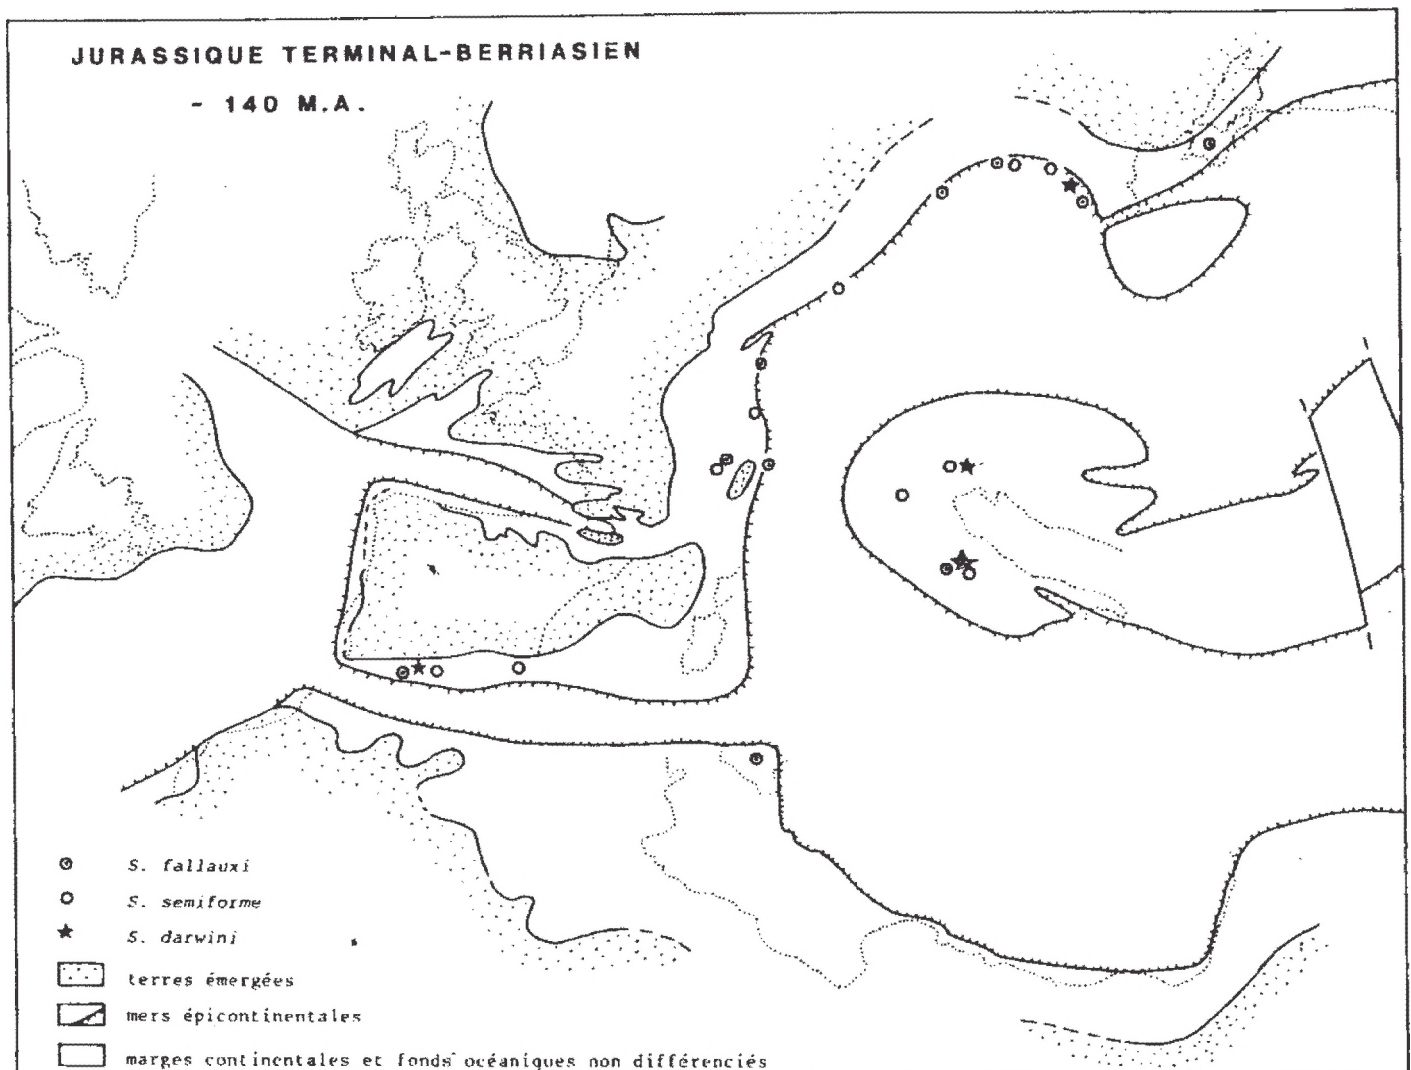 JURASSIQUE TERMINAL-BERRIASIEN
- 140 M.A.
S. fallauxi
S. semiforme
S. darwini
terres émergées
mers épicontinentales
marges continentales et fonds océaniques non différenciés